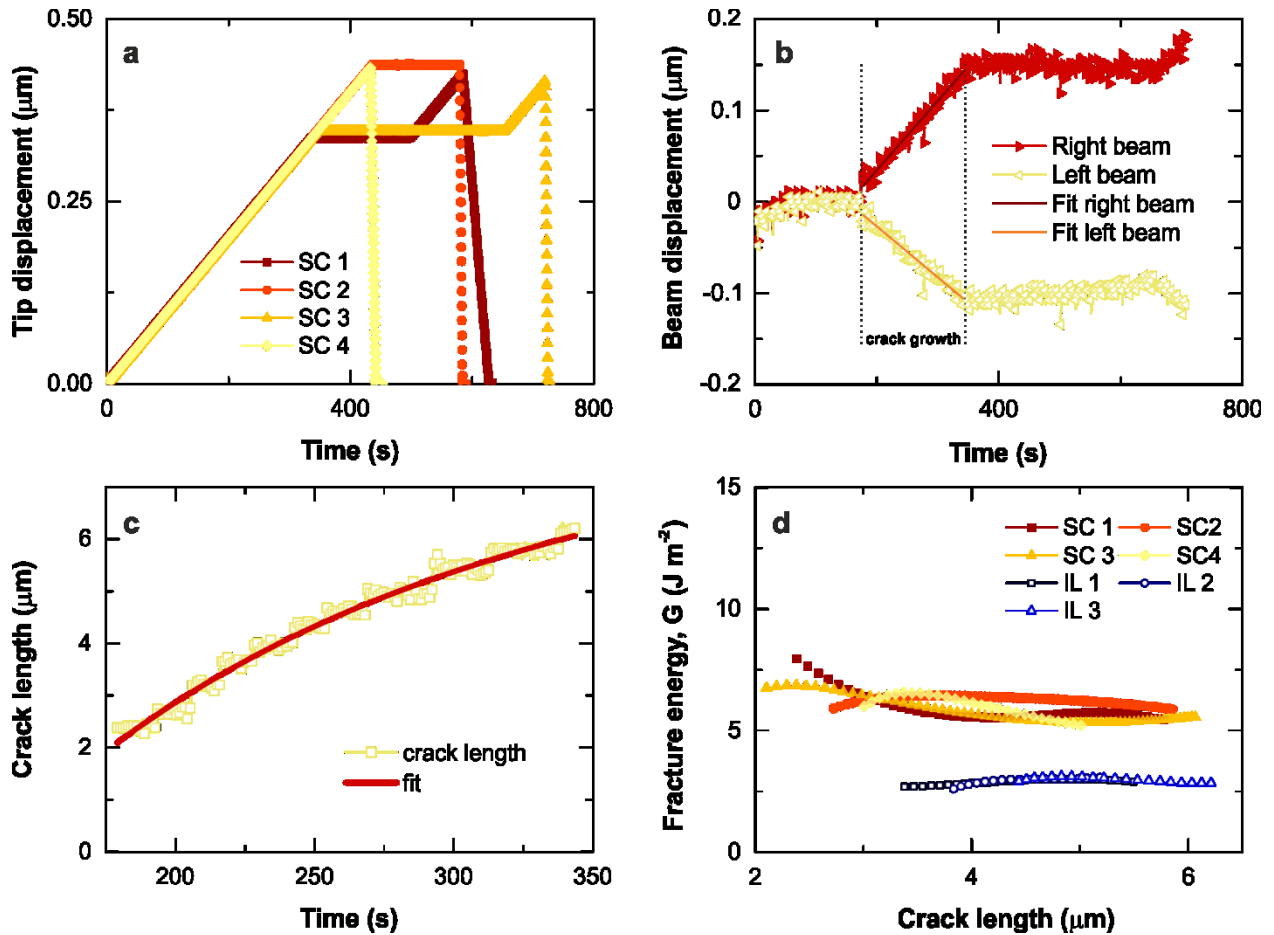 a
Tip displacement (μm)
0.50
0.25
0.00
SC 1
SC 2
SC 3
SC 4
0
400
800
Time (s)
b
Beam displacement (μm)
0.2
0.1
0
-0.1
-0.2
Right beam
Left beam
Fit right beam
Fit left beam
crack growth
0
400
800
Time (s)
c
Crack length (μm)
6
4
2
0
crack length
fit
200
250
300
350
Time (s)
d
Fracture energy, G (J m⁻²)
15
10
5
0
SC 1 SC2
SC 3 SC4
IL 1 IL 2
IL 3
2
4
6
Crack length (μm)